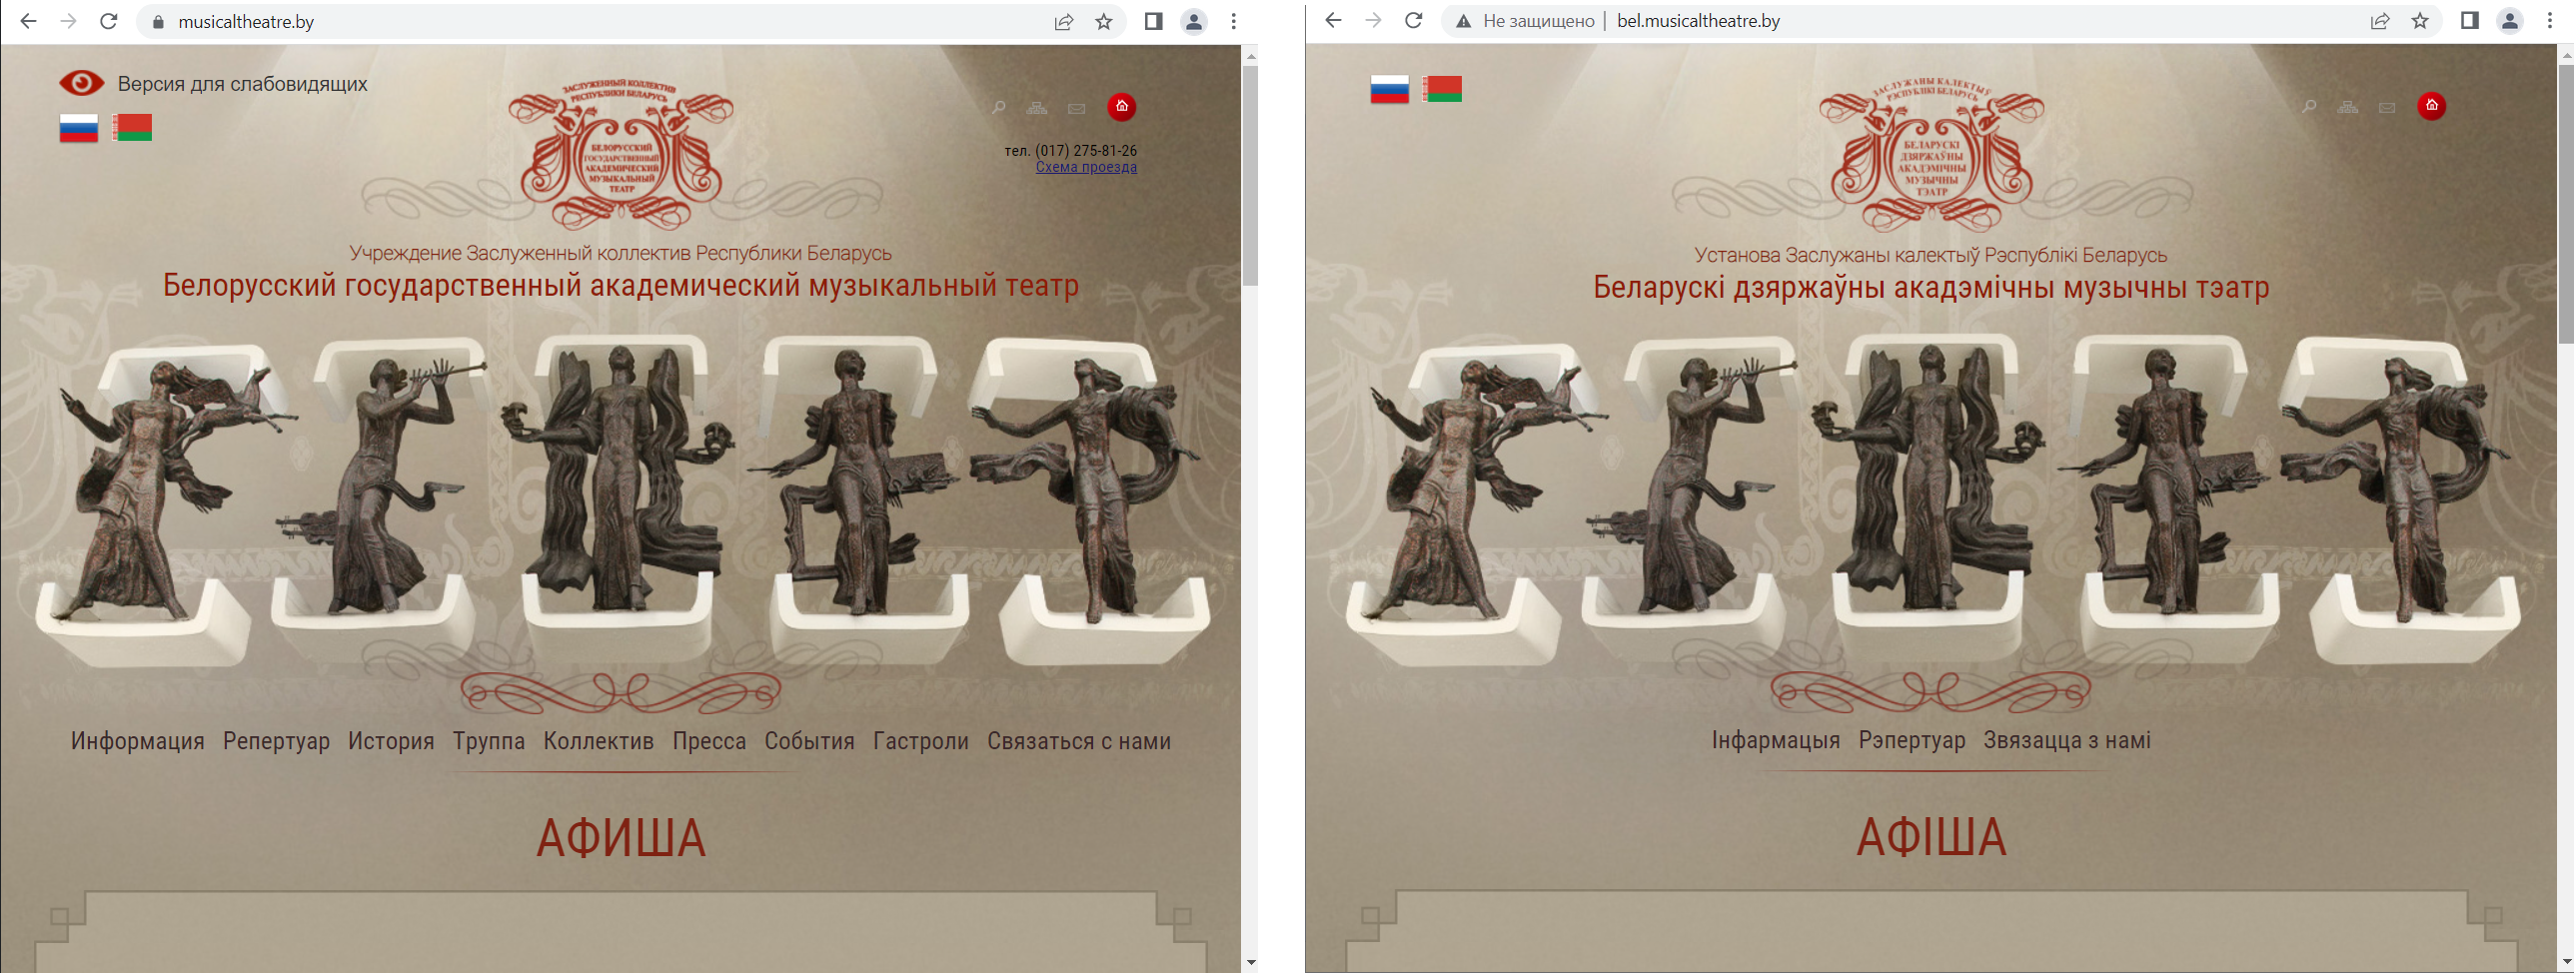 musicaltheatre.by
Версия для слабовидящих
ЗАСЛУЖЕННЫЙ КОЛЛЕКТИВ
РЕСПУБЛИКИ БЕЛАРУСЬ
БЕЛОРУССКИЙ
ГОСУДАРСТВЕННЫЙ
АКАДЕМИЧЕСКИЙ
МУЗЫКАЛЬНЫЙ
ТЕАТР
тел. (017) 275-81-26
Схема проезда
Учреждение Заслуженный коллектив Республики Беларусь
Белорусский государственный академический музыкальный театр
Информация Репертуар История Труппа Коллектив Пресса События Гастроли Связаться с нами
АФИША
Не защищено | bel.musicaltheatre.by
ЗАСЛУЖАНЫ КАЛЕКТЫЎ
РЭСПУБЛІКІ БЕЛАРУСЬ
БЕЛАРУСКІ
ДЗЯРЖАЎНЫ
АКАДЭМІЧНЫ
МУЗЫЧНЫ
ТЭАТР
Установа Заслужаны калектыў Рэспублікі Беларусь
Беларускі дзяржаўны акадэмічны музычны тэатр
Інфармацыя Рэпертуар Звязацца з намі
АФІША